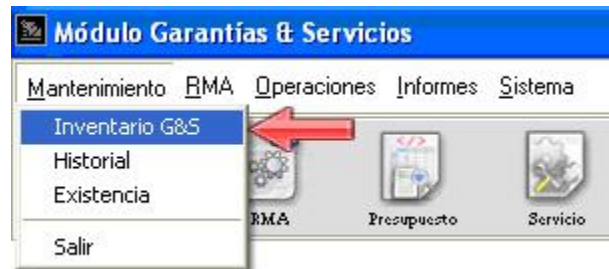 Módulo Garantías & Servicios
Mantenimiento RMA Operaciones Informes Sistema
Inventario G&S
Historial
Existencia
Salir
RMA Presupuesto Servicio